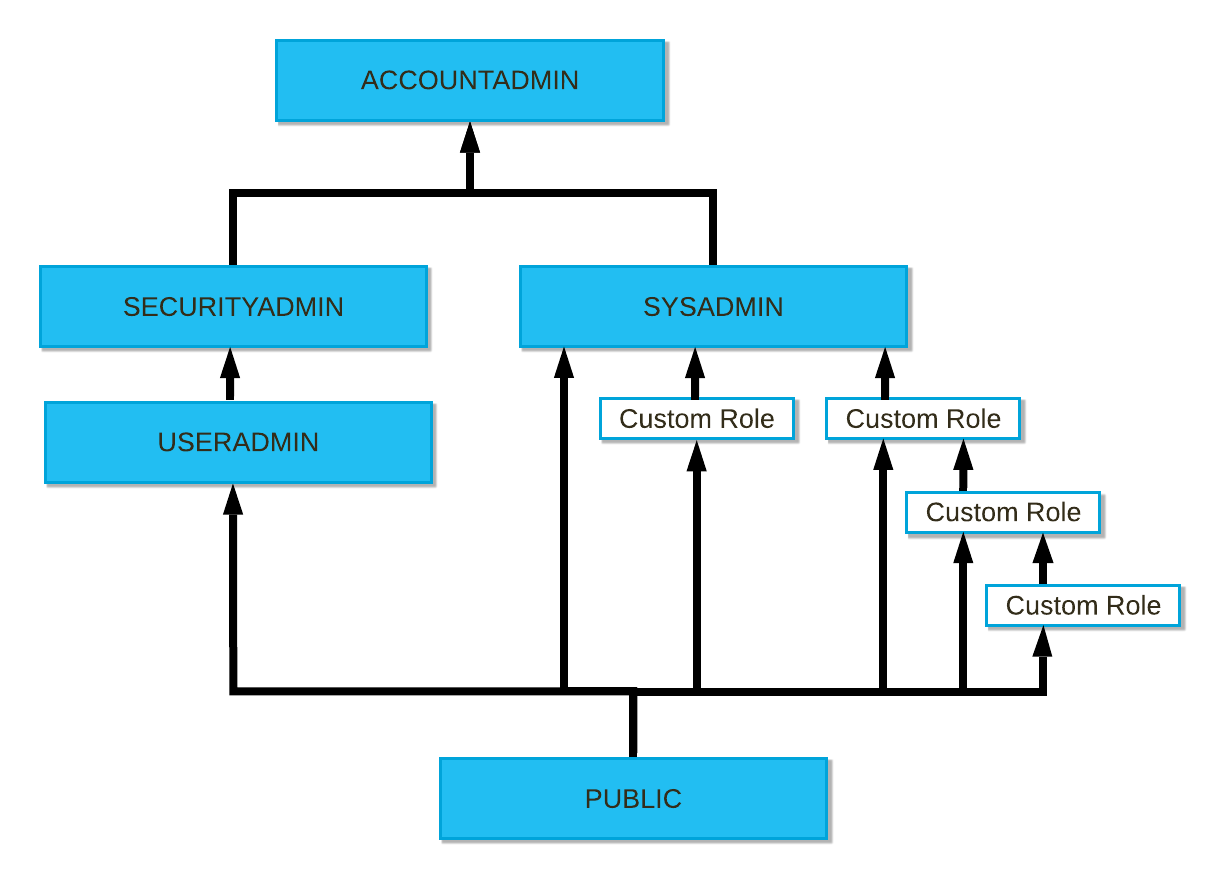 ACCOUNTADMIN
SECURITYADMIN
SYSADMIN
USERADMIN
Custom Role
Custom Role
Custom Role
Custom Role
PUBLIC